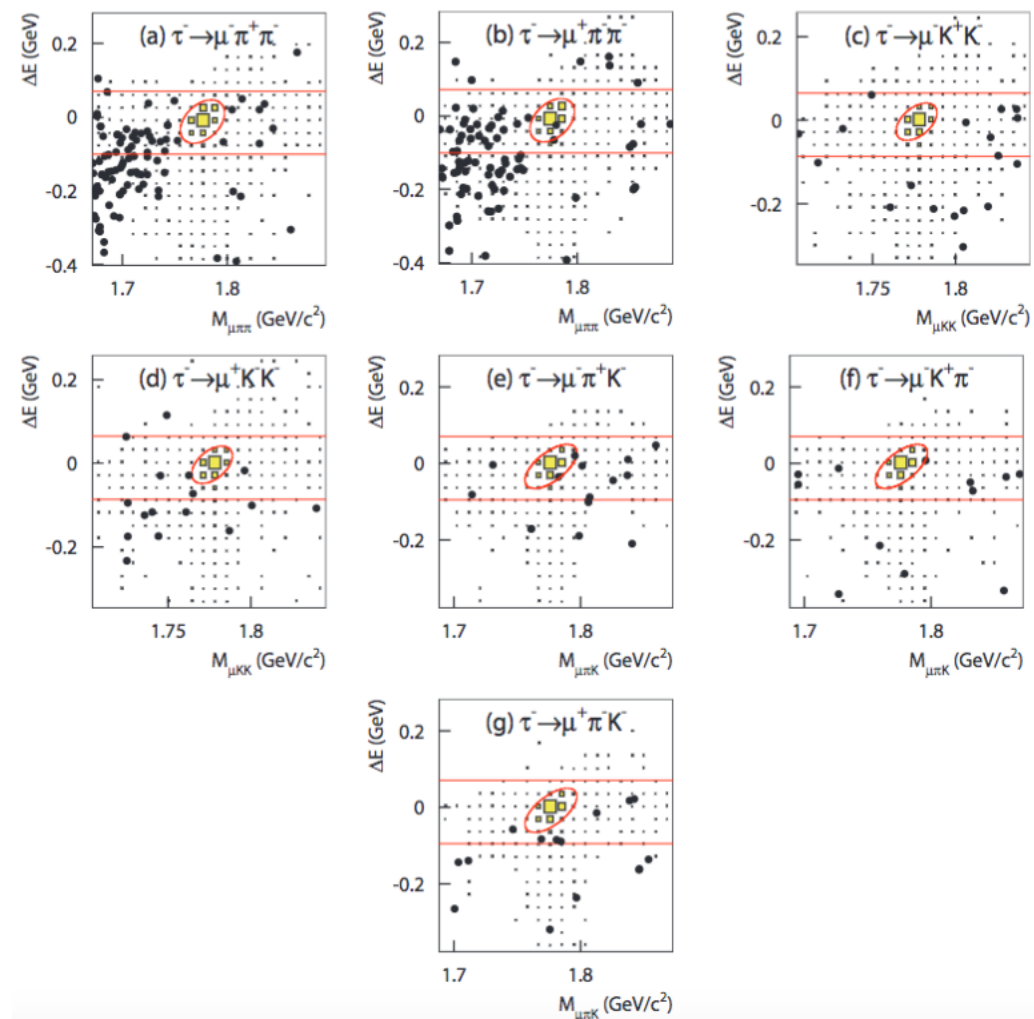 ΔE (GeV)
0.2
0
-0.2
-0.4
(a) τ⁻→μ⁻π⁺π⁻
1.7
1.8
M_μππ (GeV/c²)
ΔE (GeV)
0.2
0
-0.2
-0.4
(b) τ⁻→μ⁺π⁻π⁻
1.7
1.8
M_μππ (GeV/c²)
ΔE (GeV)
0.2
0
-0.2
(c) τ⁻→μ⁻K⁺K⁻
1.75
1.8
M_μKK (GeV/c²)
ΔE (GeV)
0.2
0
-0.2
(d) τ⁻→μ⁺K⁻K⁻
1.75
1.8
M_μKK (GeV/c²)
ΔE (GeV)
0.2
0
-0.2
(e) τ⁻→μ⁻π⁺K⁻
1.7
1.8
M_μπK (GeV/c²)
ΔE (GeV)
0.2
0
-0.2
(f) τ⁻→μ⁻K⁺π⁻
1.7
1.8
M_μπK (GeV/c²)
ΔE (GeV)
0.2
0
-0.2
(g) τ⁻→μ⁺π⁻K⁻
1.7
1.8
M_μπK (GeV/c²)